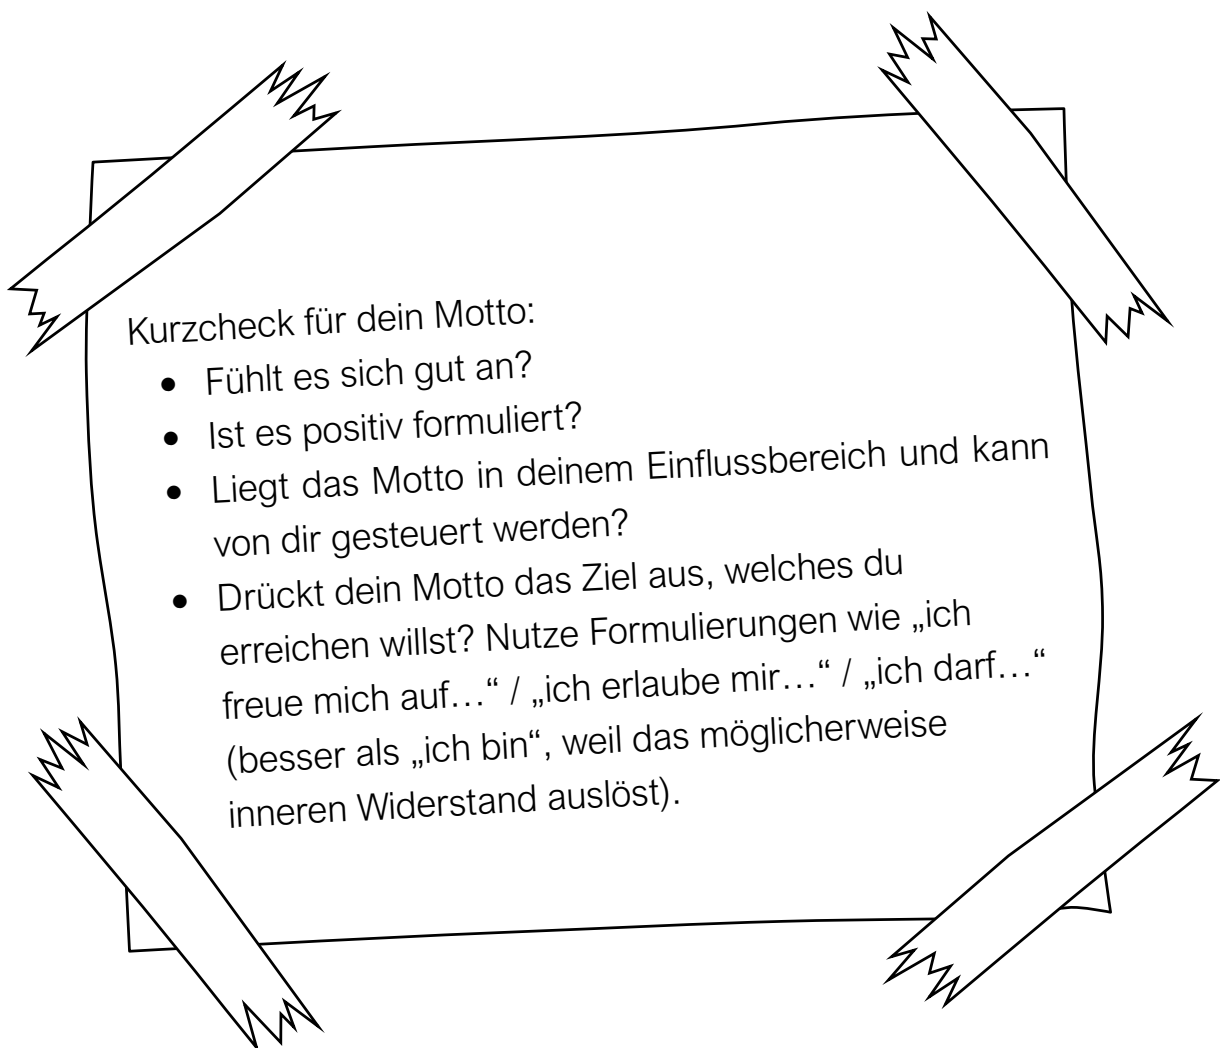 Kurzcheck für dein Motto:
• Fühlt es sich gut an?
• Ist es positiv formuliert?
• Liegt das Motto in deinem Einflussbereich und kann
von dir gesteuert werden?
• Drückt dein Motto das Ziel aus, welches du
erreichen willst? Nutze Formulierungen wie „ich
freue mich auf…“ / „ich erlaube mir…“ / „ich darf…“
(besser als „ich bin“, weil das möglicherweise
inneren Widerstand auslöst).